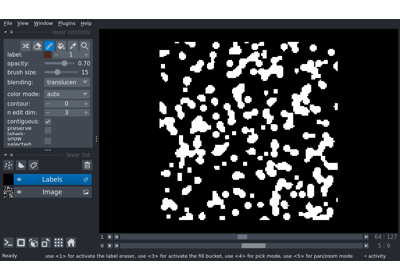 File View Window Plugins Help
layer controls
label: 1
opacity: 0.70
brush size: 15
blending: translucen
color mode: auto
contour: 0
n edit dim: 3
contiguous:
preserve labels:
show selected:
layer list
Labels
Image
1 64 127
0 5 9
Ready use <1> for activate the label eraser, use <3> for activate the fill bucket, use <4> for pick mode, use <5> for pan/zoom mode activity